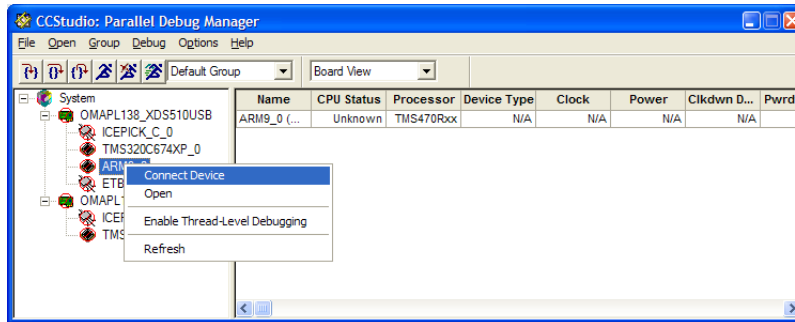 CCStudio: Parallel Debug Manager
File Open Group Debug Options Help
Default Group Board View
System
OMAPL138_XDS510USB
ICEPICK_C_0
TMS320C674XP_0
ETB
OMAPL1
ICEP
TMS
Name CPU Status Processor Device Type Clock Power Clkdwn D... Pwrd
ARM9_0 (... Unknown TMS470Rxx N/A N/A N/A N/A
Connect Device
Open
Enable Thread-Level Debugging
Refresh